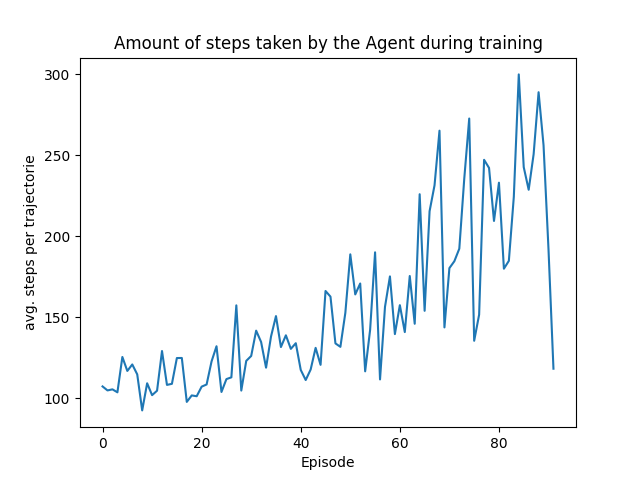 Amount of steps taken by the Agent during training
avg. steps per trajectorie
300
250
200
150
100
0 20 40 60 80
Episode